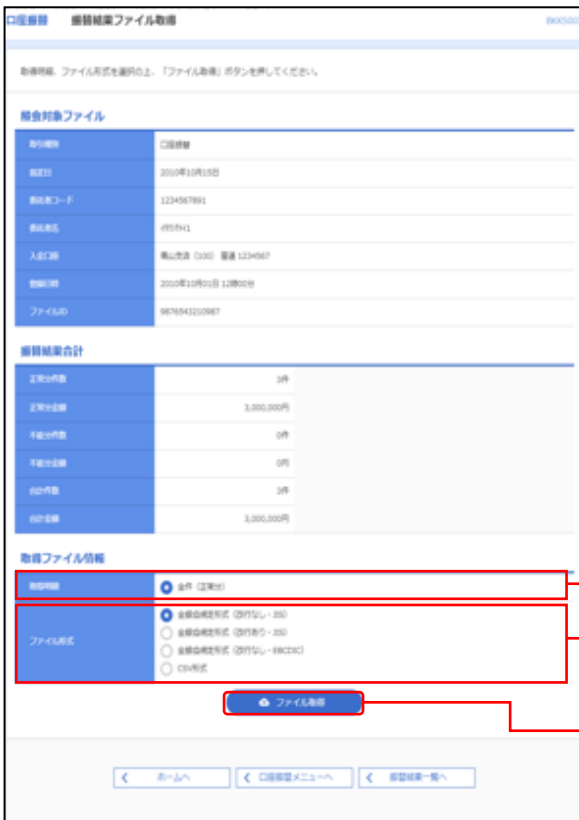 口座振替 振替結果ファイル取得
取得明細、ファイル形式を選択の上、「ファイル取得」ボタンを押してください。
照会対象ファイル
取引種別 口座振替
指定日 2010年10月15日
委託者コード 1234567891
委託者名
入金口座 青山支店（100） 普通 1234567
登録日時 2010年10月01日 12時00分
ファイルID 9876543210987
振替結果合計
正常分件数 3件
正常分金額 3,000,000円
不能分件数 0件
不能分金額 0円
合計件数 3件
合計金額 3,000,000円
取得ファイル情報
取得明細 全件（正常分）
ファイル形式
全銀協規定形式（改行なし・JIS）
全銀協規定形式（改行あり・JIS）
全銀協規定形式（改行なし・EBCDIC）
CSV形式
ファイル取得
ホームへ 口座振替メニューへ 振替結果一覧へ